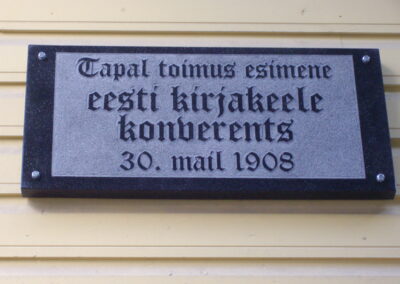 Tapal toimus esimene
eesti kirjakeele
konverents
30. mail 1908